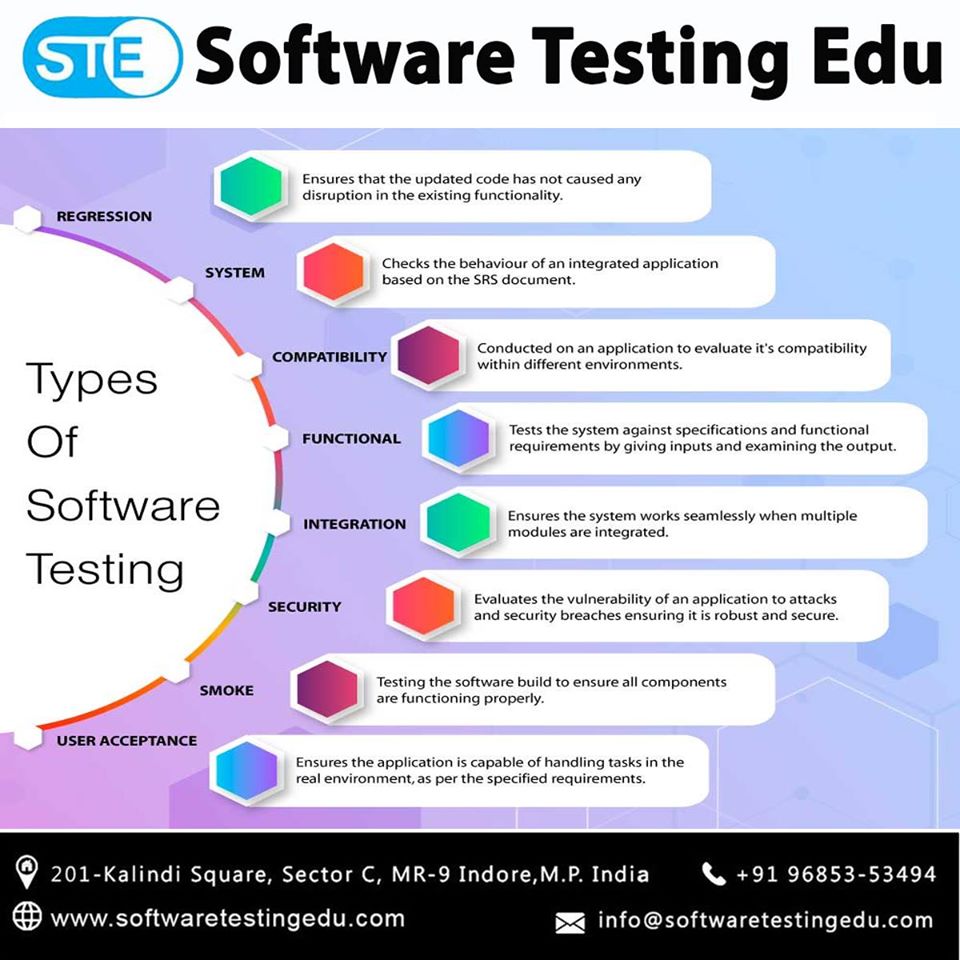 STE Software Testing Edu
REGRESSION
Ensures that the updated code has not caused any
disruption in the existing functionality.
SYSTEM
Checks the behaviour of an integrated application
based on the SRS document.
COMPATIBILITY
Conducted on an application to evaluate it's compatibility
within different environments.
FUNCTIONAL
Tests the system against specifications and functional
requirements by giving inputs and examining the output.
INTEGRATION
Ensures the system works seamlessly when multiple
modules are integrated.
SECURITY
Evaluates the vulnerability of an application to attacks
and security breaches ensuring it is robust and secure.
SMOKE
Testing the software build to ensure all components
are functioning properly.
USER ACCEPTANCE
Ensures the application is capable of handling tasks in the
real environment, as per the specified requirements.
Types
Of
Software
Testing
201-Kalindi Square, Sector C, MR-9 Indore,M.P. India
+91 96853-53494
www.softwaretestingedu.com
info@softwaretestingedu.com